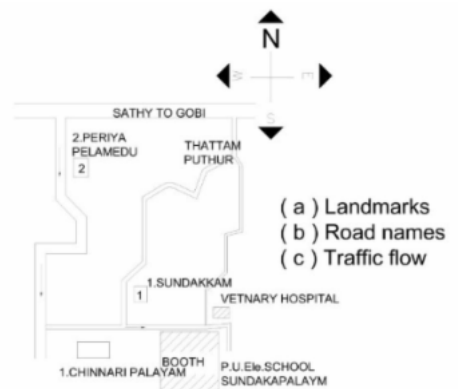 N
W
E
S
SATHY TO GOBI
2.PERIYA
PELAMEDU
2
THATTAM
PUTHUR
( a ) Landmarks
( b ) Road names
( c ) Traffic flow
1.SUNDAKKAM
1
VETNARY HOSPITAL
1.CHINNARI PALAYAM
BOOTH
P.U.Ele.SCHOOL
SUNDAKAPALAYM